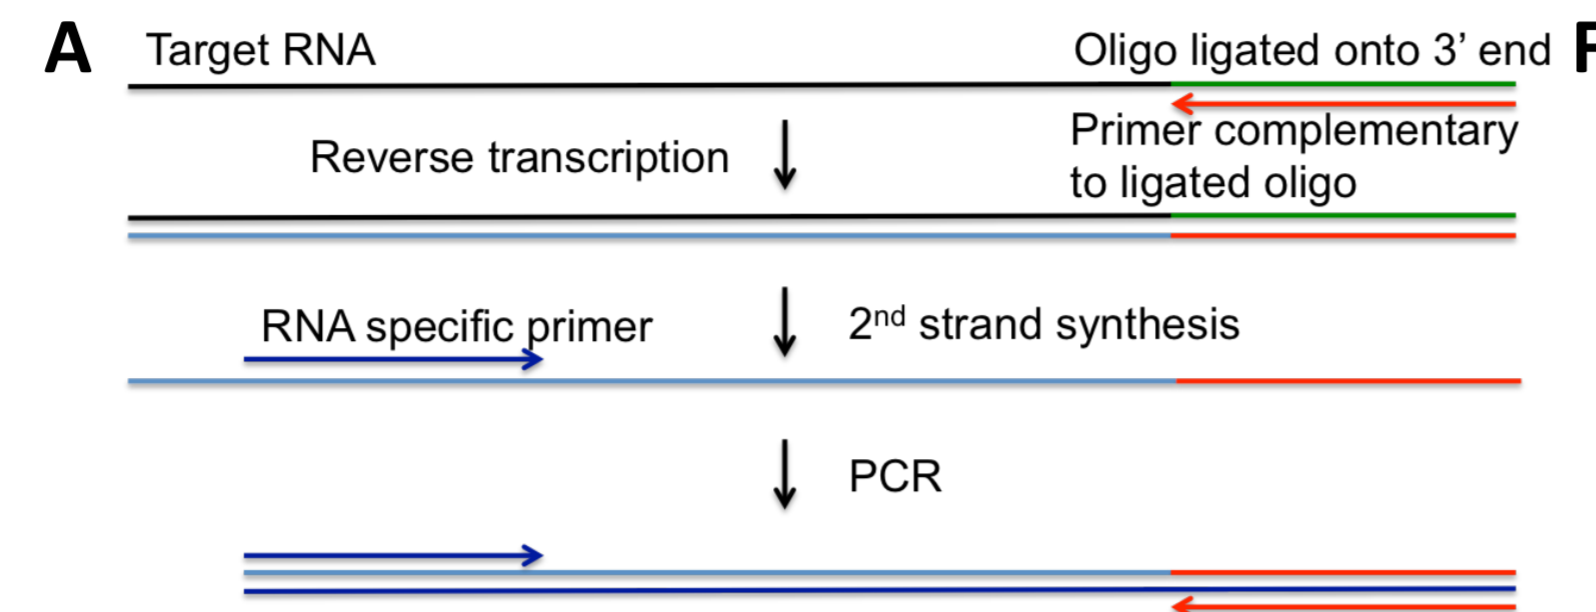 A
Target RNA
Oligo ligated onto 3’ end
Primer complementary
to ligated oligo
Reverse transcription
RNA specific primer
2nd strand synthesis
PCR